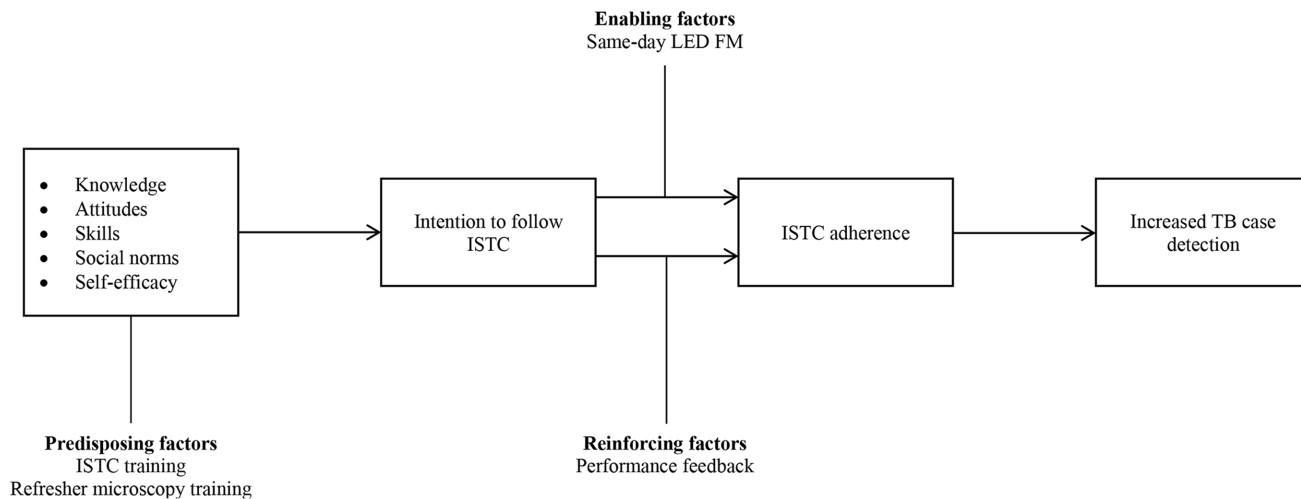 Enabling factors
Same-day LED FM
• Knowledge
• Attitudes
• Skills
• Social norms
• Self-efficacy
Intention to follow
ISTC
ISTC adherence
Increased TB case
detection
Predisposing factors
ISTC training
Refresher microscopy training
Reinforcing factors
Performance feedback